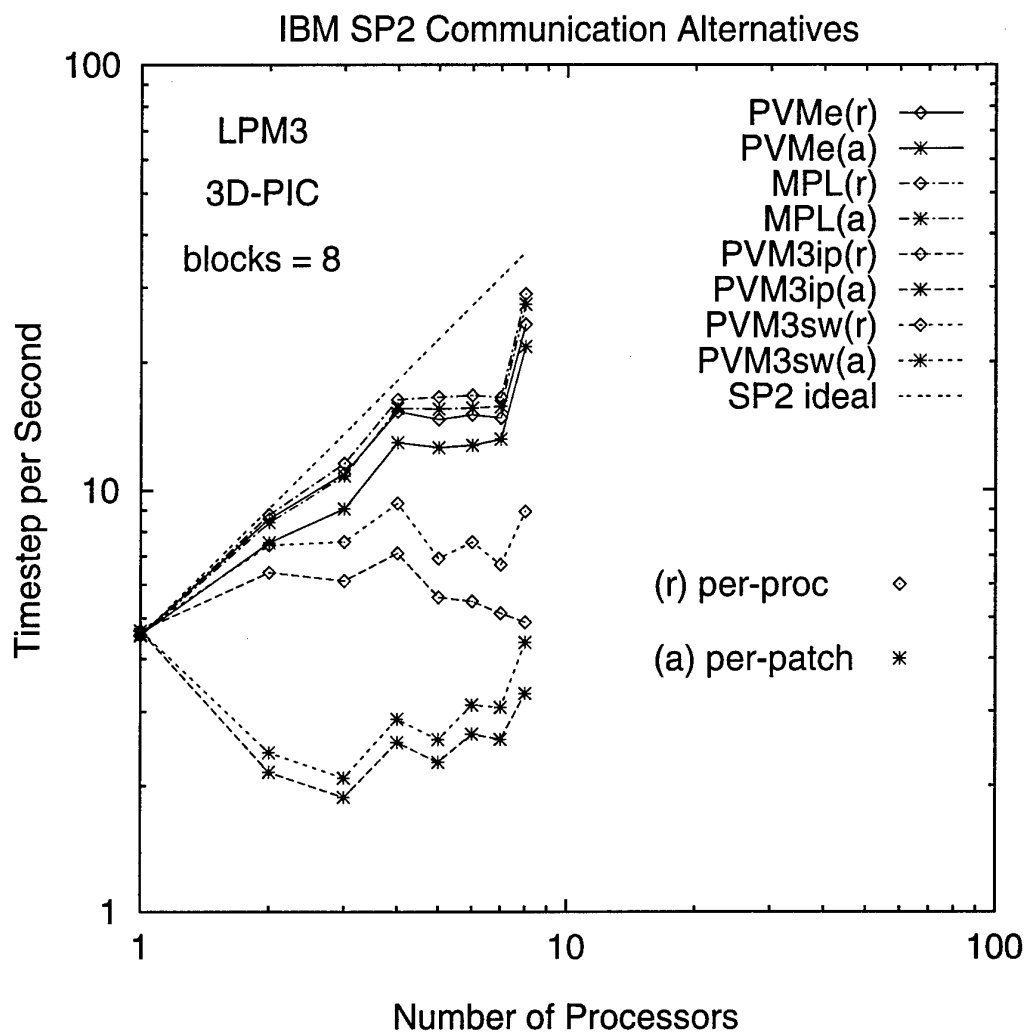 IBM SP2 Communication Alternatives
100
LPM3
3D-PIC
blocks = 8
PVMe(r)
PVMe(a)
MPL(r)
MPL(a)
PVM3ip(r)
PVM3ip(a)
PVM3sw(r)
PVM3sw(a)
SP2 ideal
Timestep per Second
10
(r) per-proc
(a) per-patch
1
1
10
100
Number of Processors